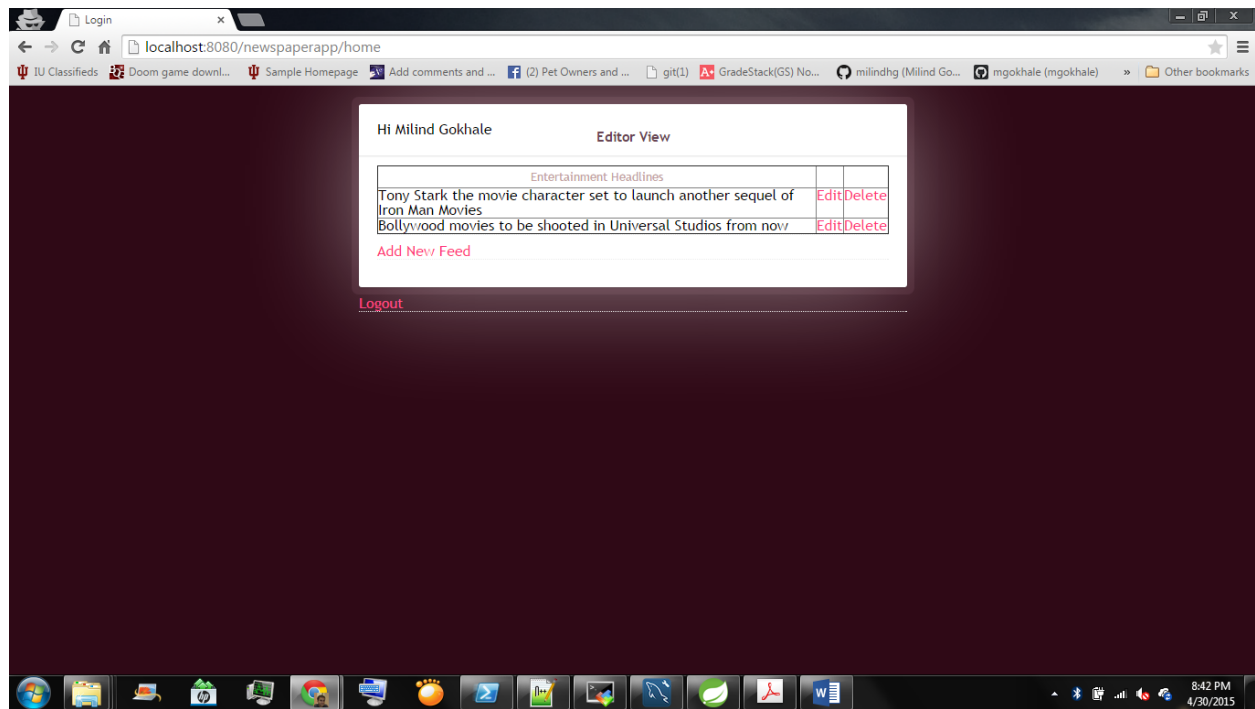 Login
localhost:8080/newspaperapp/home
IU Classifieds Doom game downl... Sample Homepage Add comments and ... (2) Pet Owners and ... git(1) GradeStack(GS) No... milindhg (Milind Go... mgokhale (mgokhale) » Other bookmarks
Hi Milind Gokhale
Editor View
Entertainment Headlines
Tony Stark the movie character set to launch another sequel of Iron Man Movies Edit Delete
Bollywood movies to be shooted in Universal Studios from now Edit Delete
Add New Feed
Logout
8:42 PM
4/30/2015